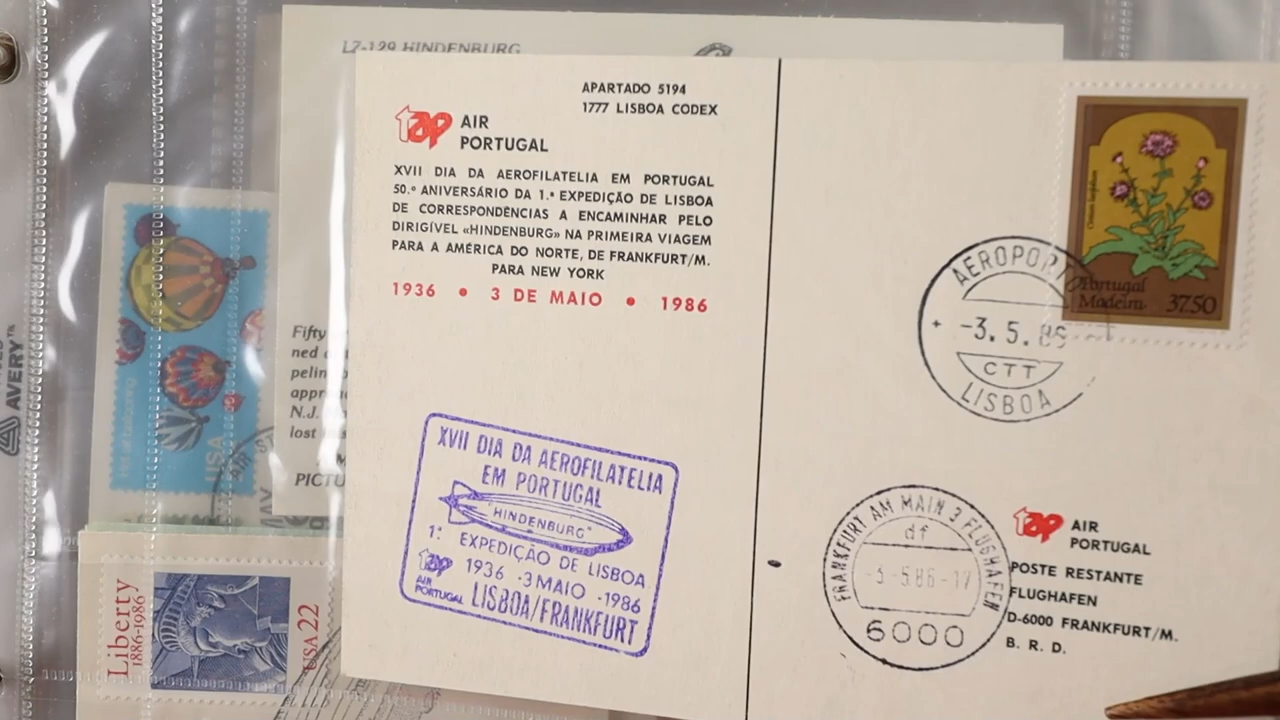 LZ-129 HINDENBURG
APARTADO 5194
1777 LISBOA CODEX
tap AIR
PORTUGAL
XVII DIA DA AEROFILATELIA EM PORTUGAL
50.º ANIVERSÁRIO DA 1.ª EXPEDIÇÃO DE LISBOA
DE CORRESPONDÊNCIAS A ENCAMINHAR PELO
DIRIGÍVEL «HINDENBURG» NA PRIMEIRA VIAGEM
PARA A AMÉRICA DO NORTE, DE FRANKFURT/M.
PARA NEW YORK
1936 • 3 DE MAIO • 1986
XVII DIA DA AEROFILATELIA
EM PORTUGAL
"HINDENBURG"
1ª EXPEDIÇÃO DE LISBOA
tap 1936 -3 MAIO -1986
AIR
PORTUGAL LISBOA/FRANKFURT
Portugal
Madeira 37.50
AEROPORTO
-3.5.86
CTT
LISBOA
FRANKFURT AM MAIN 3 FLUGHAFEN
df
-3.-5.86-17
6000
tap AIR
PORTUGAL
POSTE RESTANTE
FLUGHAFEN
D-6000 FRANKFURT/M.
B. R. D.
Fifty
ned
N.J.
lost
USA
Liberty
1886-1986
USA 22
AVERY™